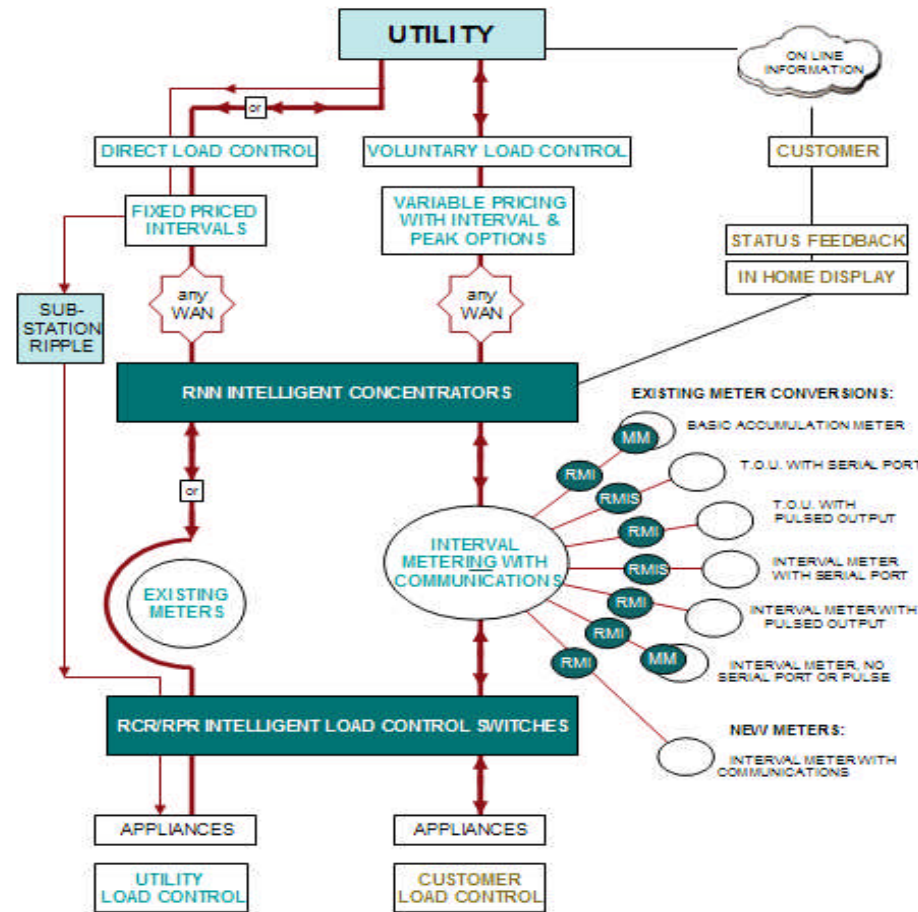 UTILITY
ON LINE
INFORMATION
or
DIRECT LOAD CONTROL
VOLUNTARY LOAD CONTROL
CUSTOMER
FIXED PRICED
INTERVALS
VARIABLE PRICING
WITH INTERVAL &
PEAK OPTIONS
STATUS FEEDBACK
IN HOME DISPLAY
SUB-
STATION
RIPPLE
any
WAN
any
WAN
RNN INTELLIGENT CONCENTRATORS
EXISTING METER CONVERSIONS:
MM
BASIC ACCUMULATION METER
RMI
T.O.U. WITH SERIAL PORT
RMIS
or
T.O.U. WITH
PULSED OUTPUT
RMI
INTERVAL
METERING WITH
COMMUNICATIONS
RMIS
INTERVAL METER
WITH SERIAL PORT
EXISTING
METERS
RMI
INTERVAL METER WITH
PULSED OUTPUT
RMI
MM
INTERVAL METER, NO
SERIAL PORT OR PULSE
RMI
RCR/RPR INTELLIGENT LOAD CONTROL SWITCHES
NEW METERS:
INTERVAL METER WITH
COMMUNICATIONS
APPLIANCES
APPLIANCES
UTILITY
LOAD CONTROL
CUSTOMER
LOAD CONTROL